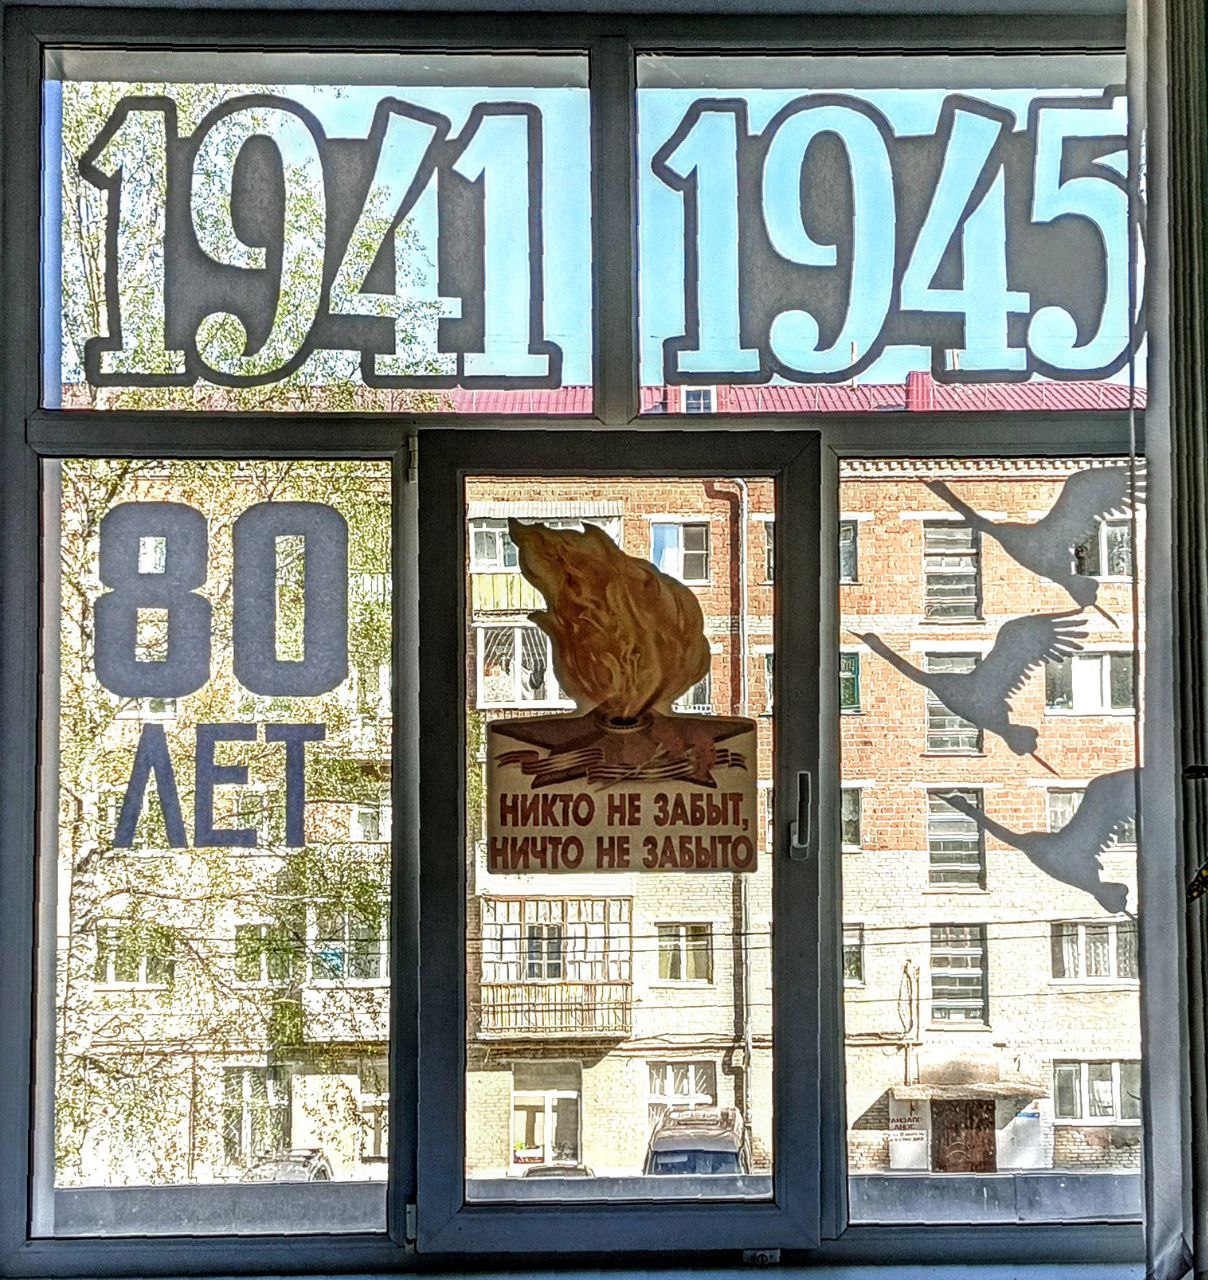 1941 1945
80
ЛЕТ
НИКТО НЕ ЗАБЫТ,
НИЧТО НЕ ЗАБЫТО